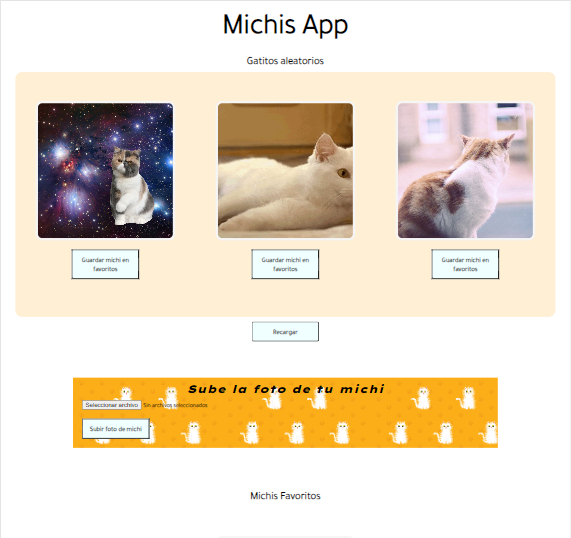 Michis App
Gatitos aleatorios
Guardar michi en
favoritos
Guardar michi en
favoritos
Guardar michi en
favoritos
Recargar
Sube la foto de tu michi
Seleccionar archivo Sin archivos seleccionados
Subir foto de michi
Michis Favoritos